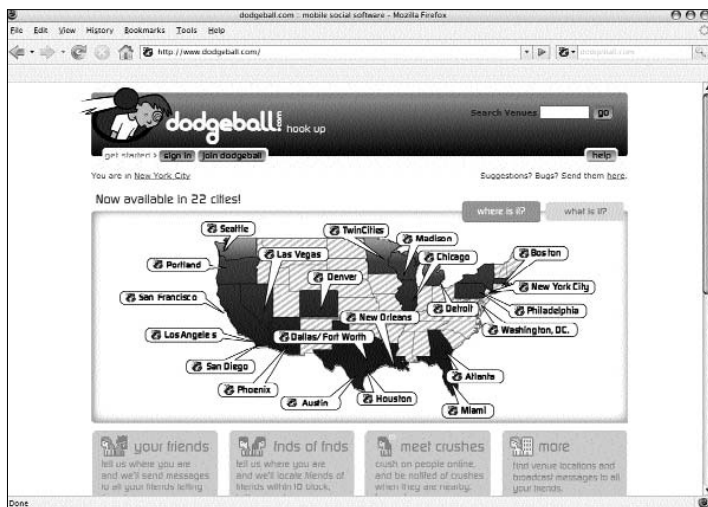 dodgeball.com :: mobile social software - Mozilla Firefox
File Edit View History Bookmarks Tools Help
http://www.dodgeball.com/
dodgeball.com hook up
Search Venues go
get started > sign in join dodgeball help
You are in New York City Suggestions? Bugs? Send them here.
Now available in 22 cities!
where is it? what is it?
Seattle
TwinCities
Madison
Las Vegas
Chicago
Boston
Portland
Denver
New York City
San Francisco
Detroit
Philadelphia
New Orleans
Washington, DC.
Los Angeles
Dallas/ Fort Worth
San Diego
Atlanta
Phoenix
Houston
Austin
Miami
your friends
tell us where you are
and we'll send messages
to all your friends telling
fnds of fnds
tell us where you are
and we'll locate friends of
friends within 10 block,
meet crushes
crush on people online,
and be notified of crushes
when they are nearby.
more
find venue locations and
broadcast messages to all
your friends.
Done